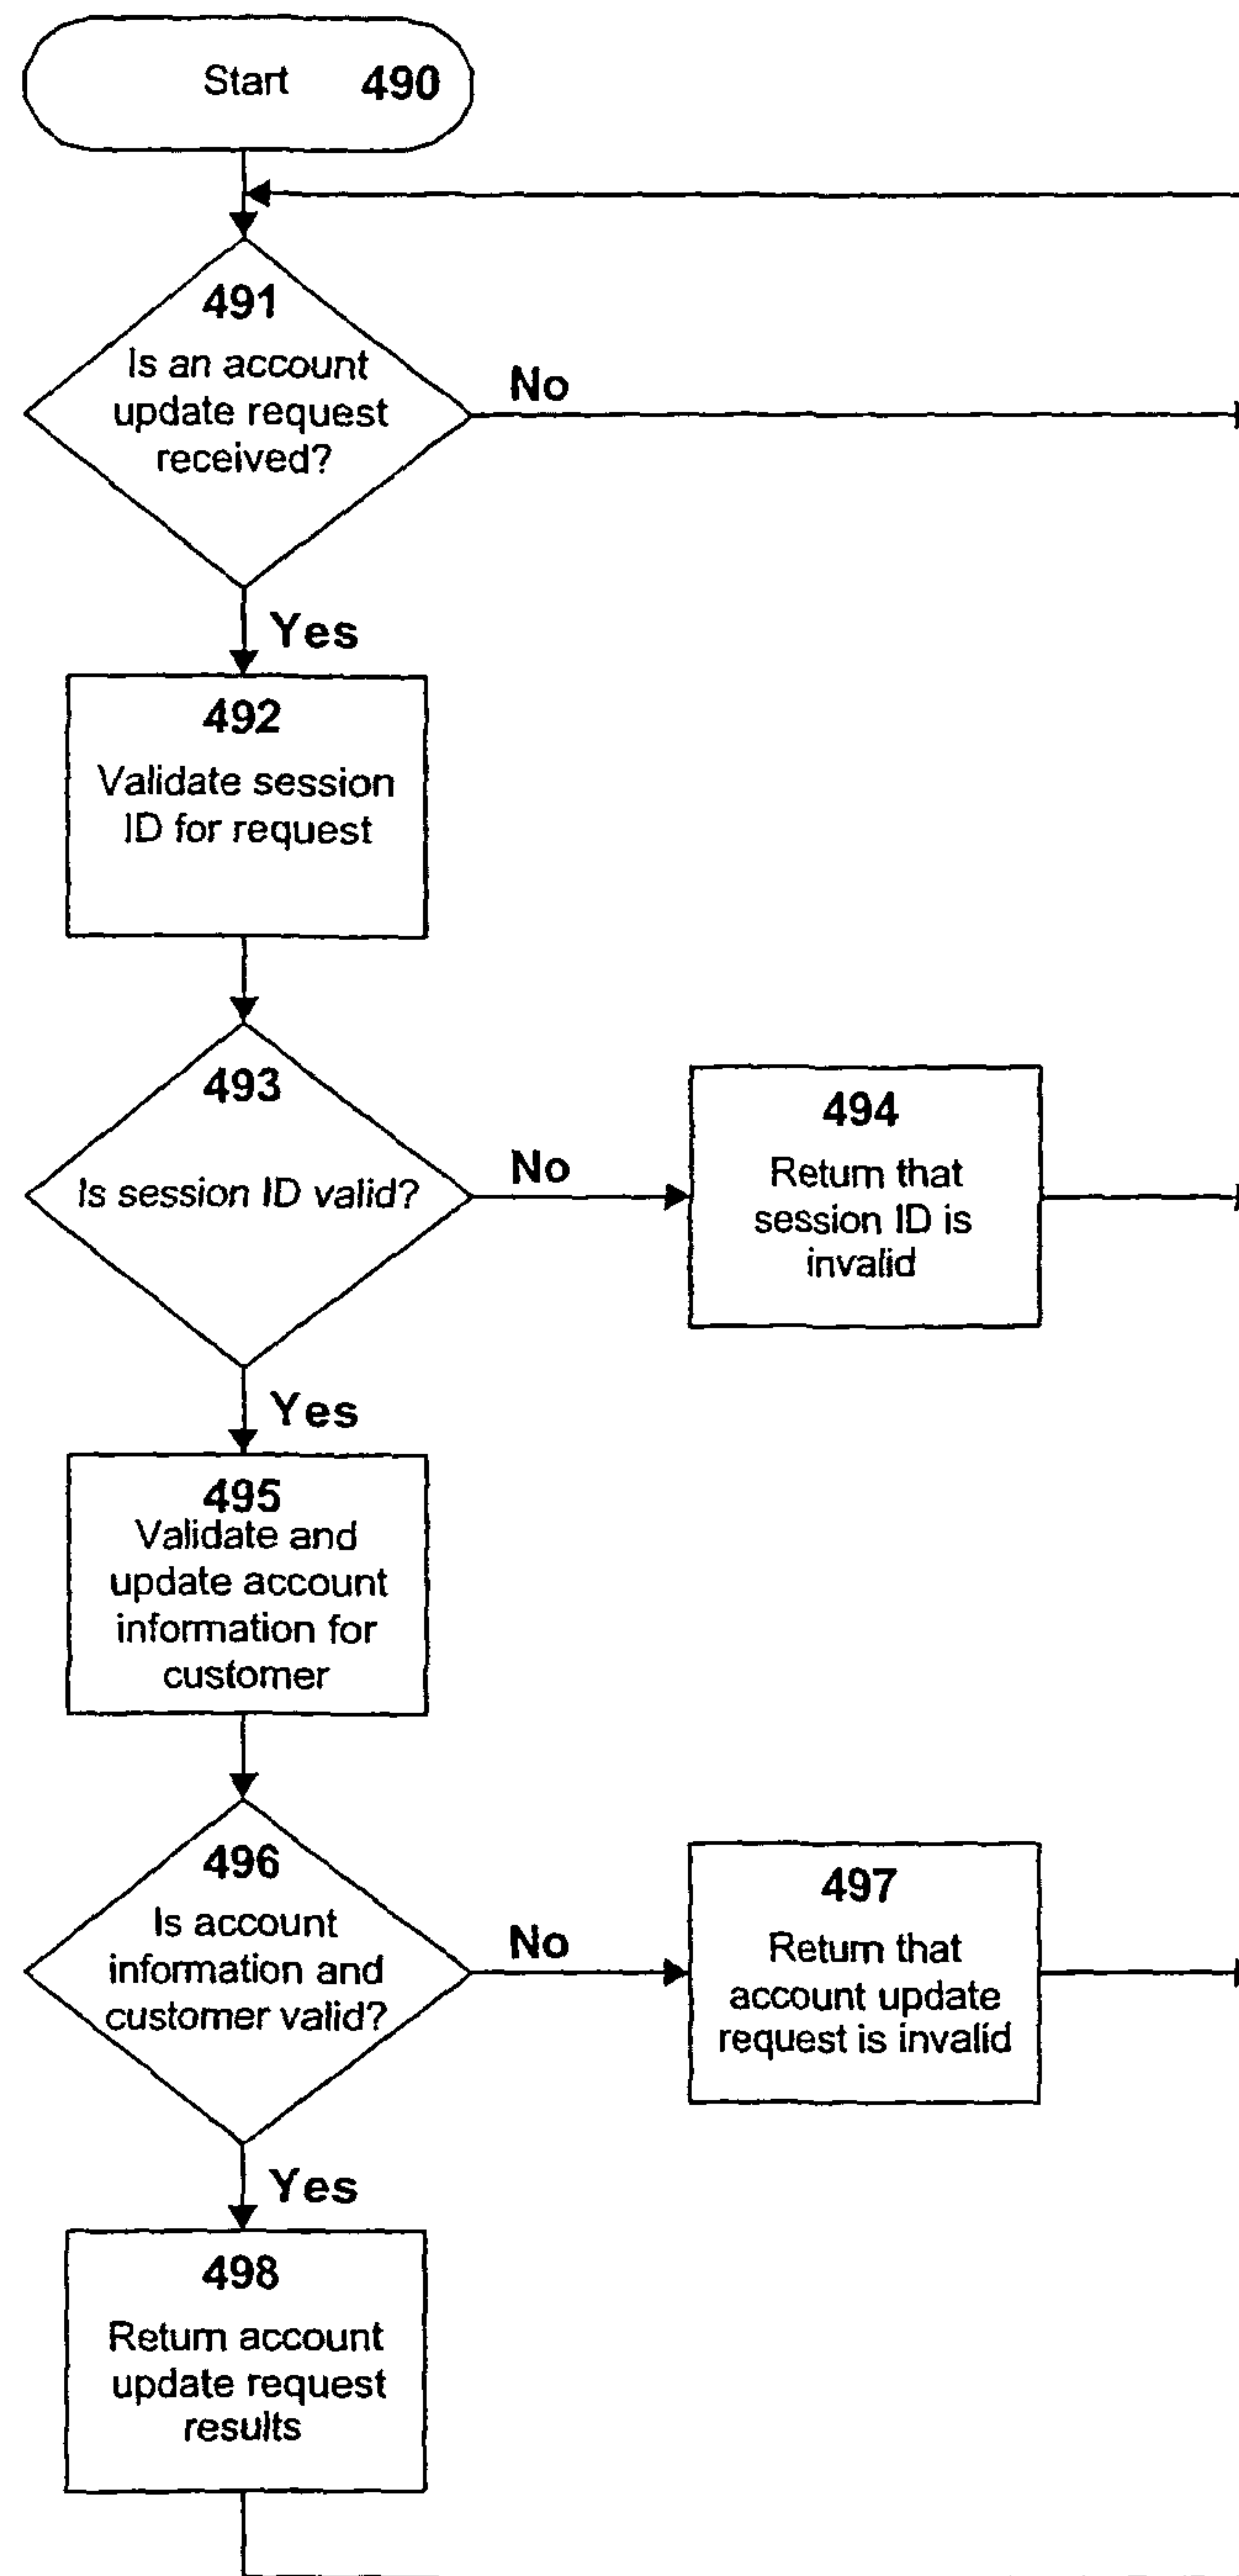 Start 490
491
Is an account
update request
received?
No
Yes
492
Validate session
ID for request
493
Is session ID valid?
No
494
Return that
session ID is
invalid
Yes
495
Validate and
update account
information for
customer
496
Is account
information and
customer valid?
No
497
Return that
account update
request is invalid
Yes
498
Return account
update request
results